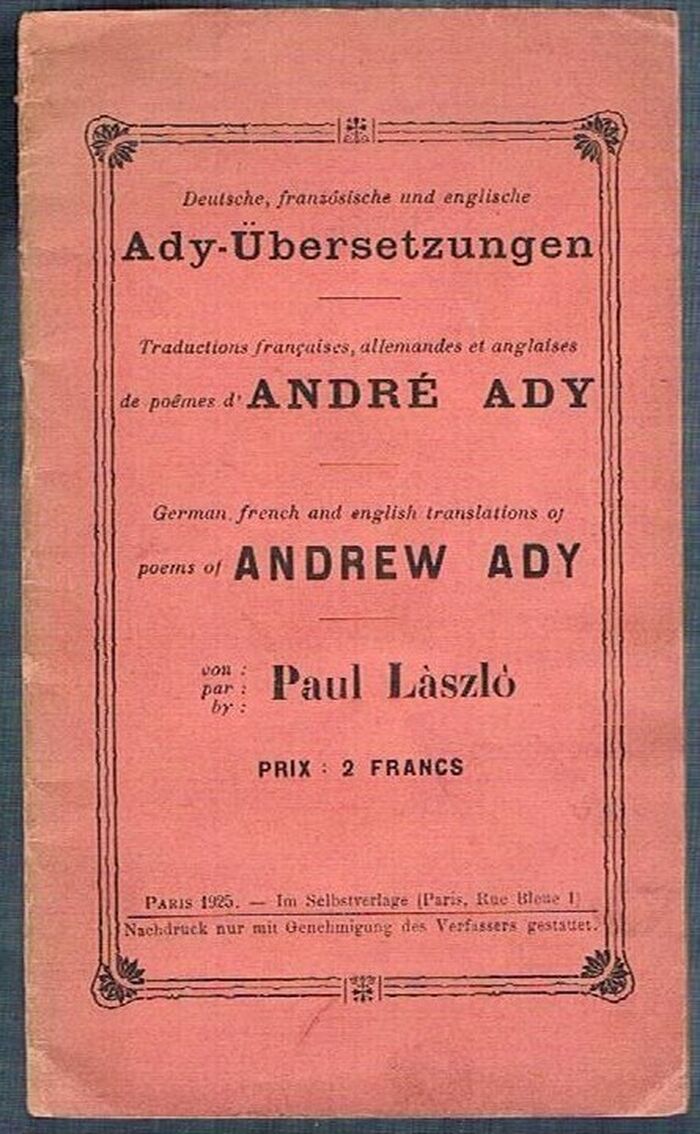 Deutsche, französische und englische
Ady-Übersetzungen
Traductions françaises, allemandes et anglaises
de poêmes d' ANDRÉ ADY
German, french and english translations of
poems of ANDREW ADY
von :
par :
by :
Paul Làszló
PRIX : 2 FRANCS
PARIS 1925. — Im Selbstverlage (Paris, Rue Bleue 1)
Nachdruck nur mit Genehmigung des Verfassers gestattet.